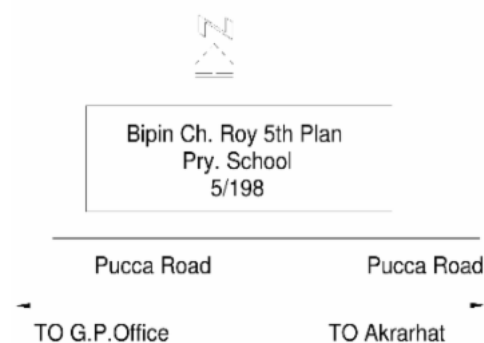 N
Bipin Ch. Roy 5th Plan
Pry. School
5/198
Pucca Road Pucca Road
TO G.P.Office TO Akrarhat